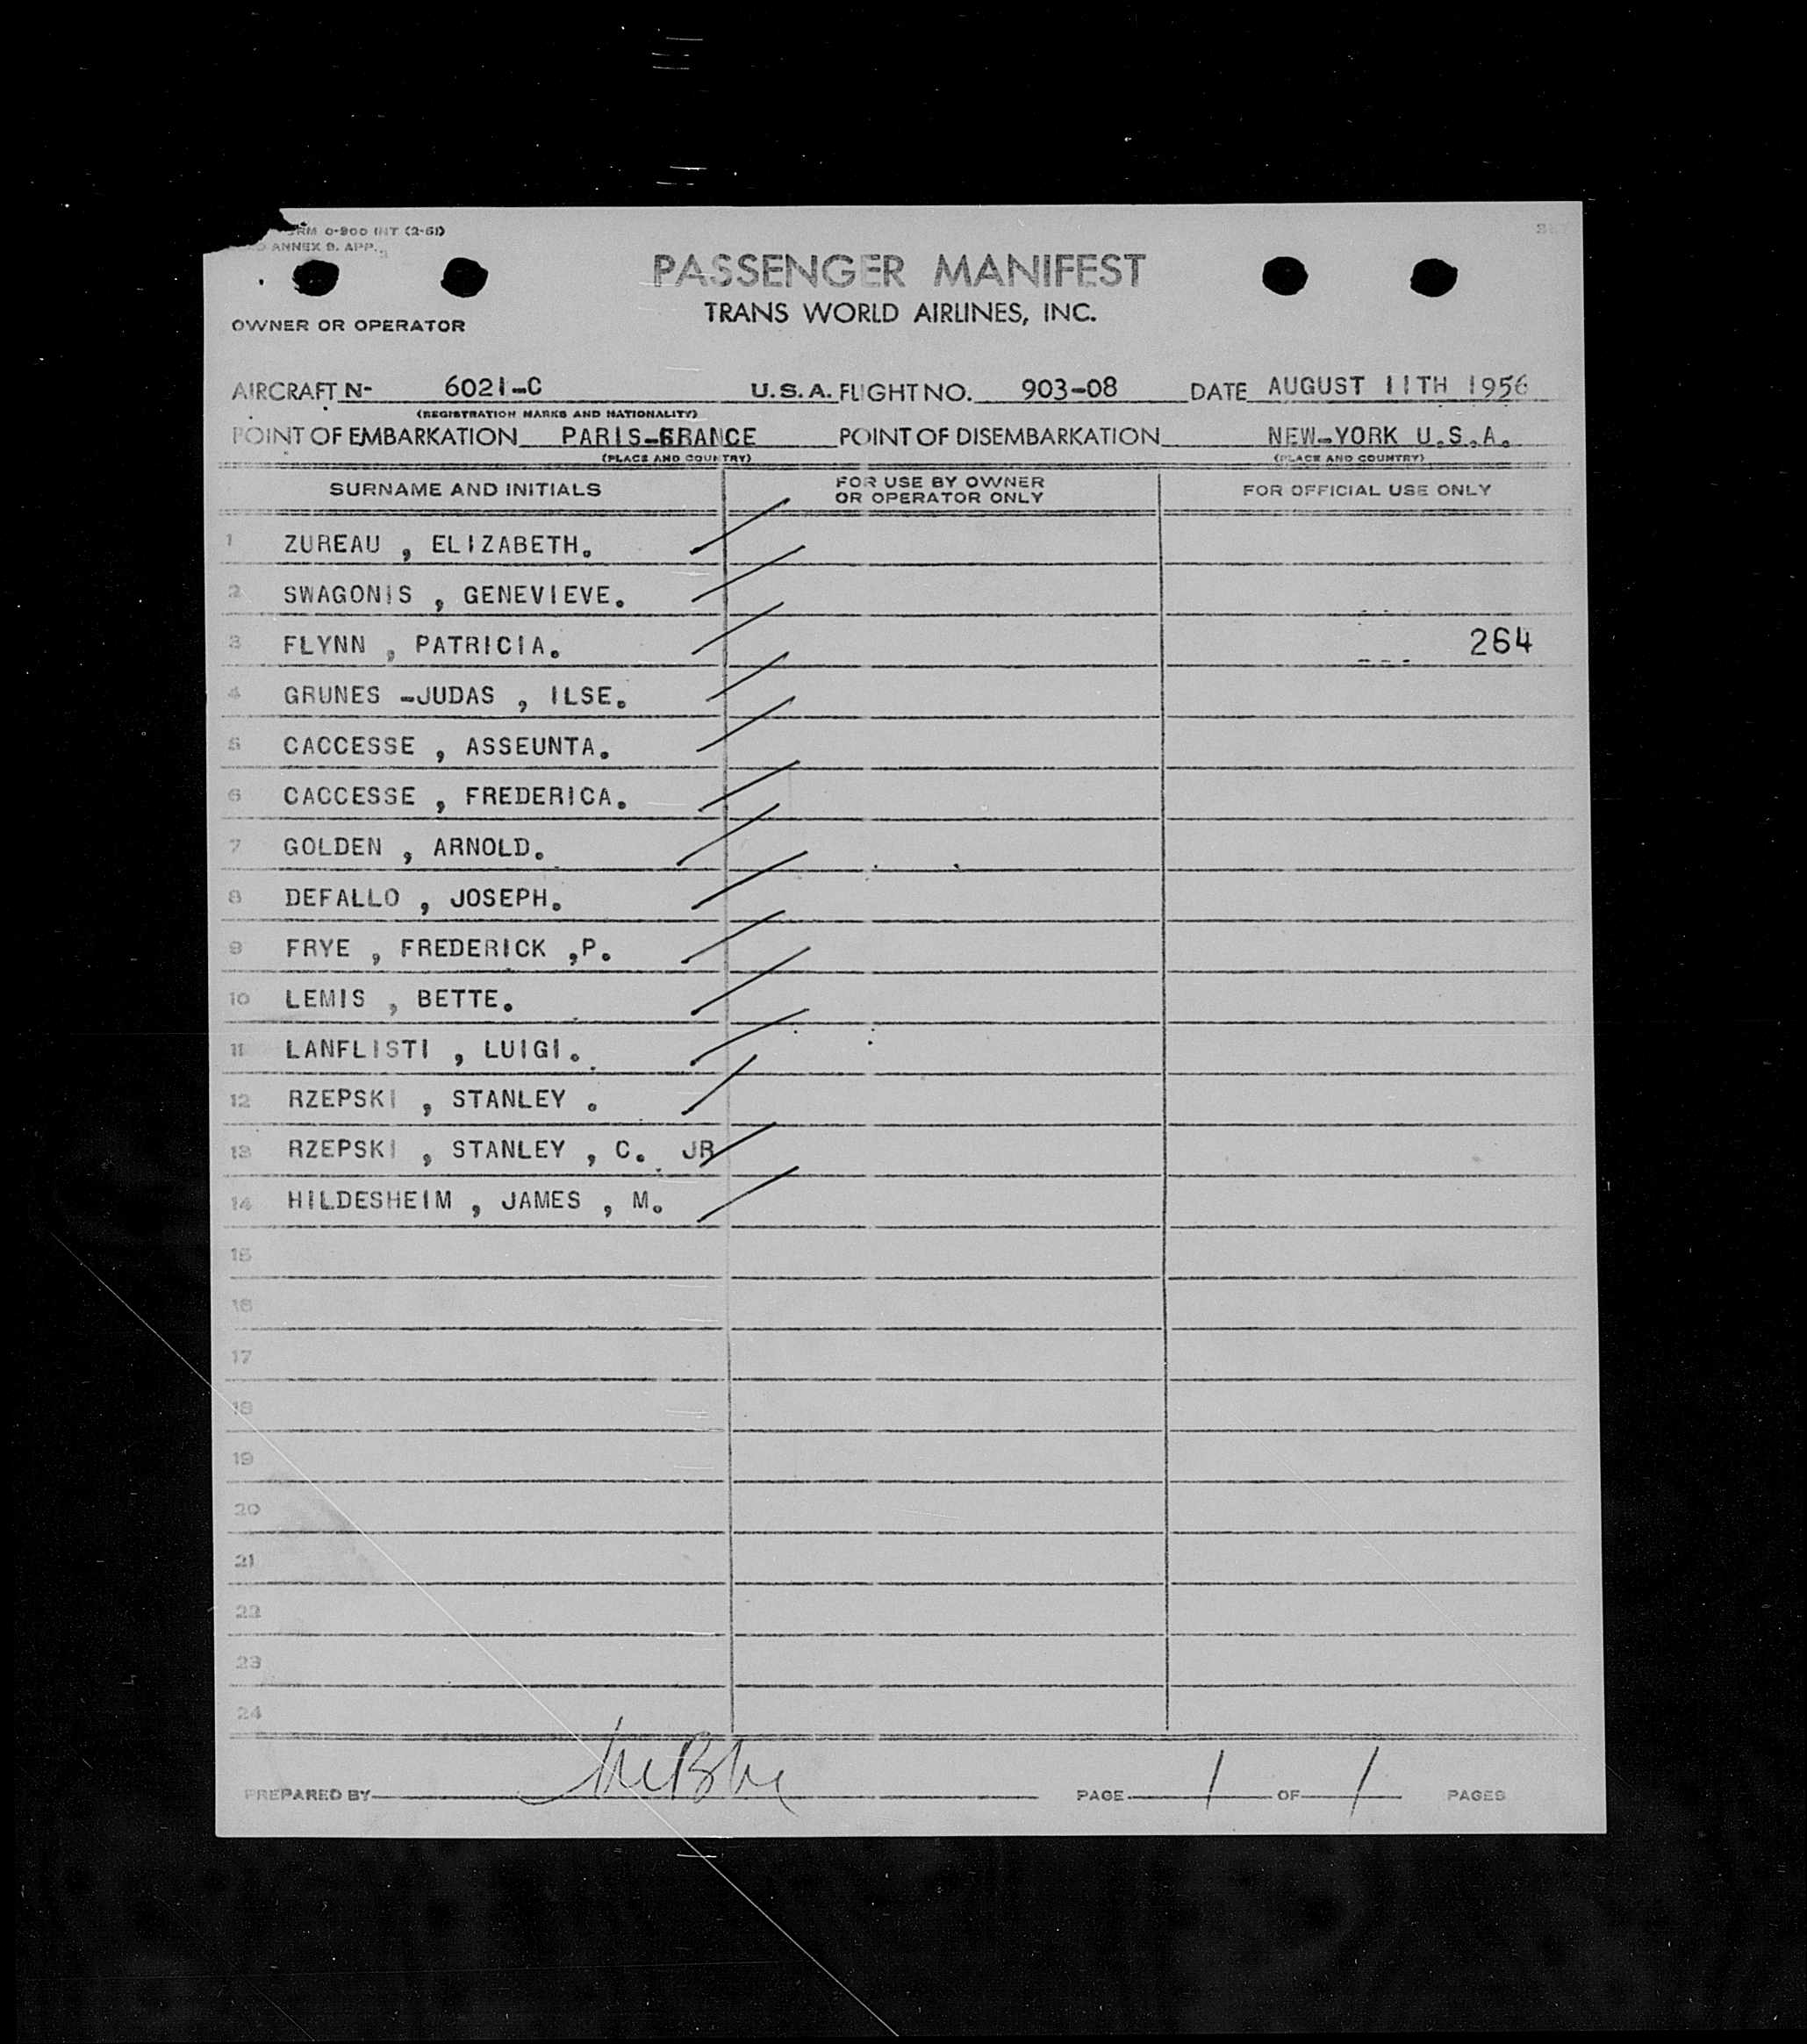 RM O-900 INT (2-51)
ANNEX 9. APP. 3
PASSENGER MANIFEST
TRANS WORLD AIRLINES, INC.
OWNER OR OPERATOR
AIRCRAFT N- 6021-C U.S.A. FLIGHT NO. 903-08 DATE AUGUST 11TH 1956
(REGISTRATION MARKS AND NATIONALITY)
POINT OF EMBARKATION PARIS-GRANCE POINT OF DISEMBARKATION NEW-YORK U.S.A.
(PLACE AND COUNTRY) (PLACE AND COUNTRY)
SURNAME AND INITIALS FOR USE BY OWNER OR OPERATOR ONLY FOR OFFICIAL USE ONLY
1 ZUREAU , ELIZABETH.
2 SWAGONIS , GENEVIEVE.
3 FLYNN , PATRICIA. 264
4 GRUNES -JUDAS , ILSE.
5 CACCESSE , ASSEUNTA.
6 CACCESSE , FREDERICA.
7 GOLDEN , ARNOLD.
8 DEFALLO , JOSEPH.
9 FRYE , FREDERICK ,P.
10 LEMIS , BETTE.
11 LANFLISTI , LUIGI.
12 RZEPSKI , STANLEY .
13 RZEPSKI , STANLEY , C. JR
14 HILDESHEIM , JAMES , M.
15
16
17
18
19
20
21
22
23
24
PREPARED BY PAGE 1 OF 1 PAGES